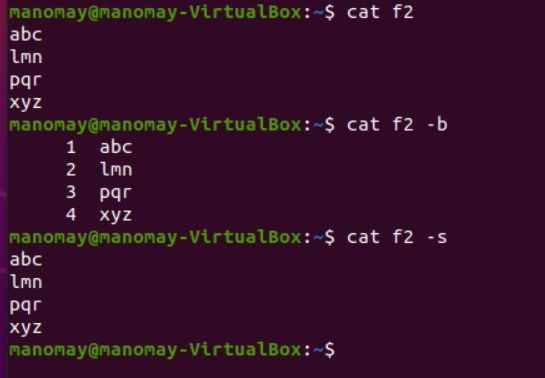 manomay@manomay-VirtualBox:~$ cat f2
abc
lmn
pqr
xyz
manomay@manomay-VirtualBox:~$ cat f2 -b
     1  abc
     2  lmn
     3  pqr
     4  xyz
manomay@manomay-VirtualBox:~$ cat f2 -s
abc
lmn
pqr
xyz
manomay@manomay-VirtualBox:~$